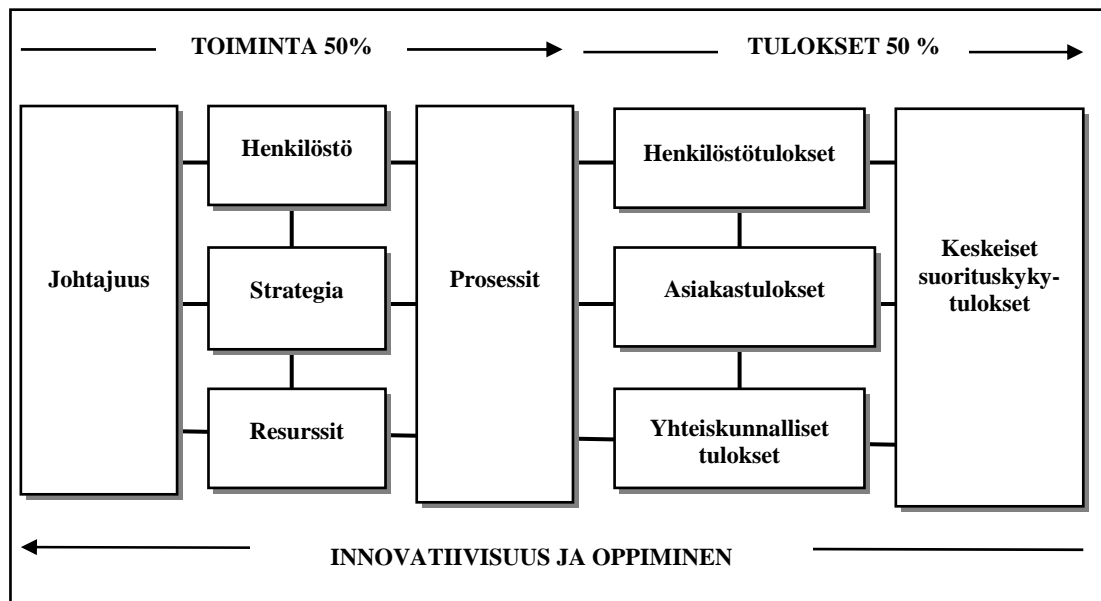 TOIMINTA 50%
TULOKSET 50 %
Johtajuus
Henkilöstö
Strategia
Resurssit
Prosessit
Henkilöstötulokset
Asiakastulokset
Yhteiskunnalliset
tulokset
Keskeiset
suorituskyky-
tulokset
INNOVATIIVISUUS JA OPPIMINEN